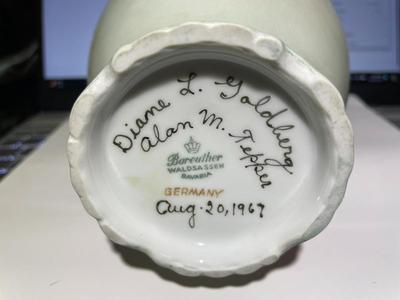 Diane L. Goldberg
Alan M. Tepper
Bareuther
WALDSASSEN
BAVARIA
GERMANY
Aug. 20, 1967